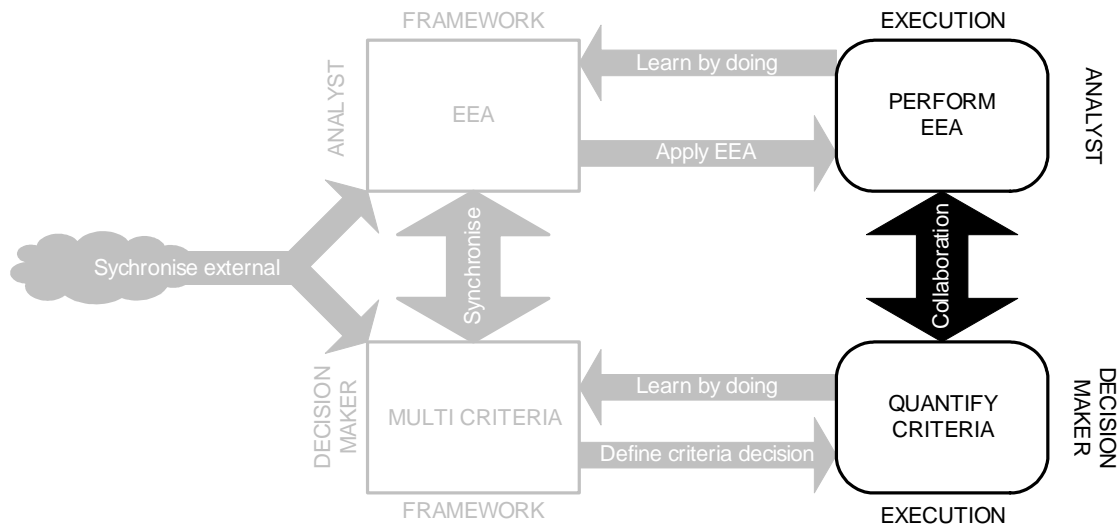 FRAMEWORK
EXECUTION
ANALYST
EEA
Learn by doing
Apply EEA
PERFORM
EEA
ANALYST
Sychronise external
Synchronise
Collaboration
DECISION
MAKER
MULTI CRITERIA
Learn by doing
Define criteria decision
QUANTIFY
CRITERIA
DECISION
MAKER
FRAMEWORK
EXECUTION